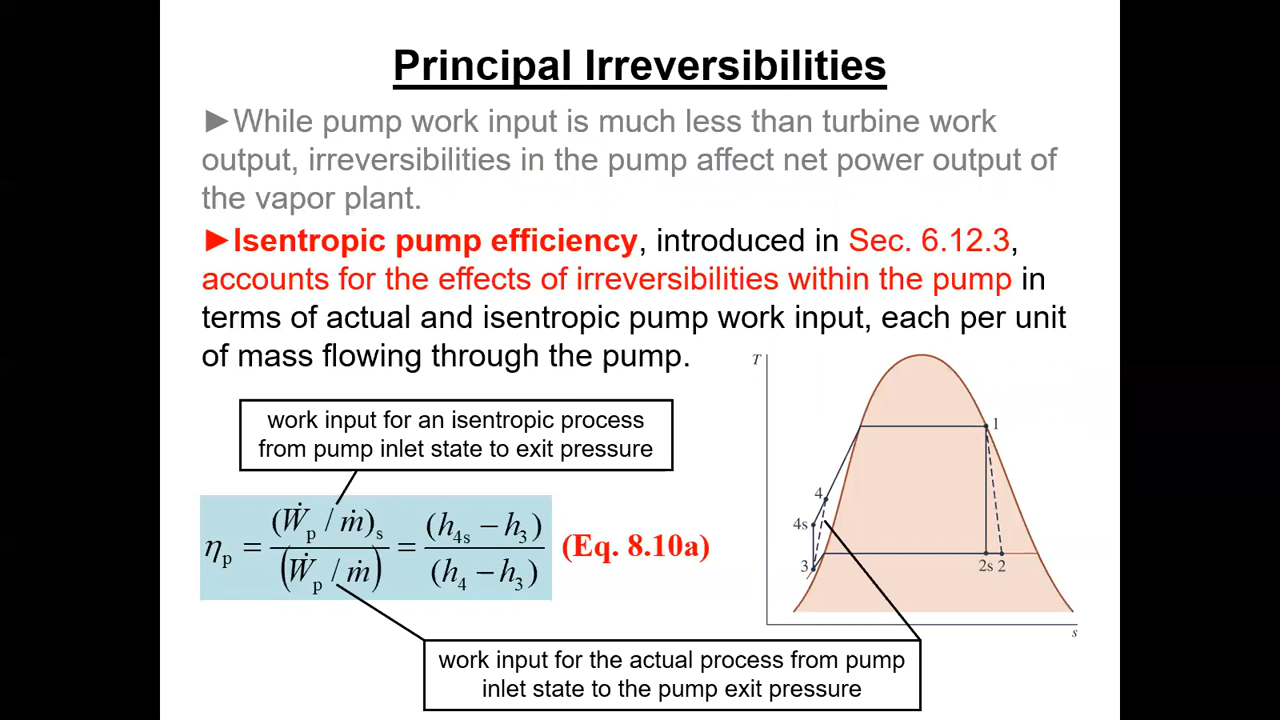 Principal Irreversibilities
►While pump work input is much less than turbine work
output, irreversibilities in the pump affect net power output of
the vapor plant.
►Isentropic pump efficiency, introduced in Sec. 6.12.3,
accounts for the effects of irreversibilities within the pump in
terms of actual and isentropic pump work input, each per unit
of mass flowing through the pump.
work input for an isentropic process
from pump inlet state to exit pressure
ηp = (Ẇp / ṁ)s / (Ẇp / ṁ) = (h4s − h3) / (h4 − h3) (Eq. 8.10a)
work input for the actual process from pump
inlet state to the pump exit pressure
T
1
4
4s
3
2s 2
s